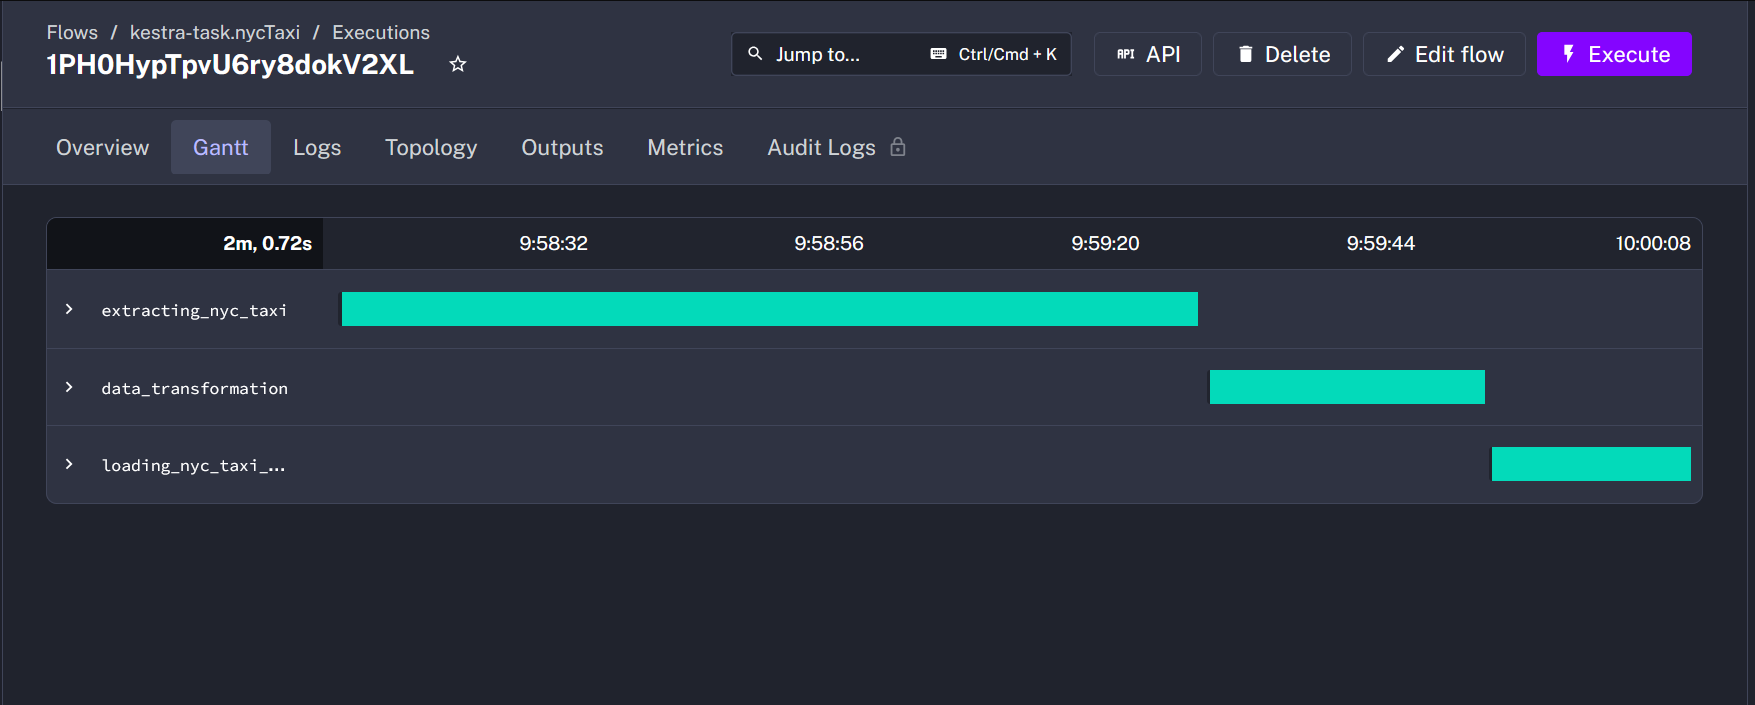 Flows / kestra-task.nycTaxi / Executions
1PH0HypTpvU6ry8dokV2XL
Jump to... Ctrl/Cmd + K
API API
Delete
Edit flow
Execute
Overview Gantt Logs Topology Outputs Metrics Audit Logs
2m, 0.72s 9:58:32 9:58:56 9:59:20 9:59:44 10:00:08
extracting_nyc_taxi
data_transformation
loading_nyc_taxi_...